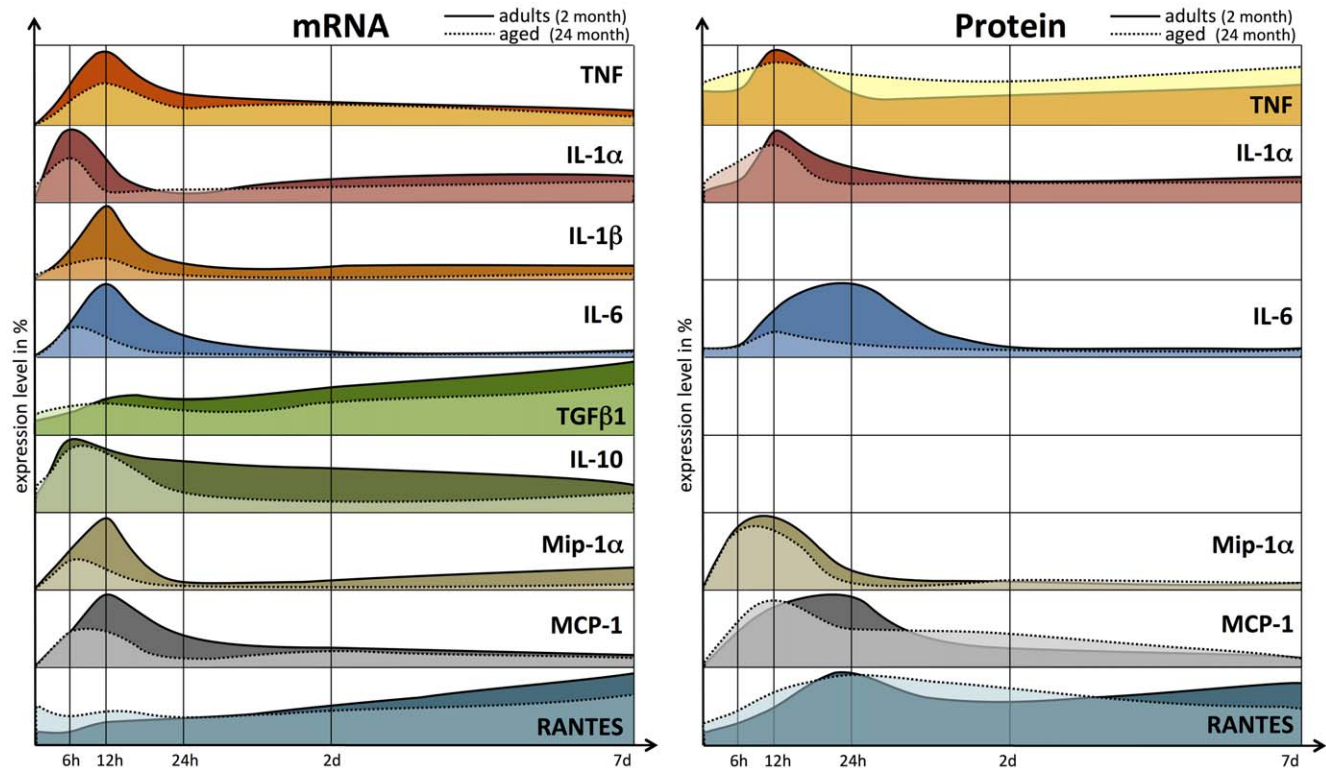 mRNA
adults (2 month)
aged (24 month)
expression level in %
TNF
IL-1α
IL-1β
IL-6
TGFβ1
IL-10
Mip-1α
MCP-1
RANTES
6h 12h 24h 2d 7d
Protein
adults (2 month)
aged (24 month)
expression level in %
TNF
IL-1α
IL-6
Mip-1α
MCP-1
RANTES
6h 12h 24h 2d 7d